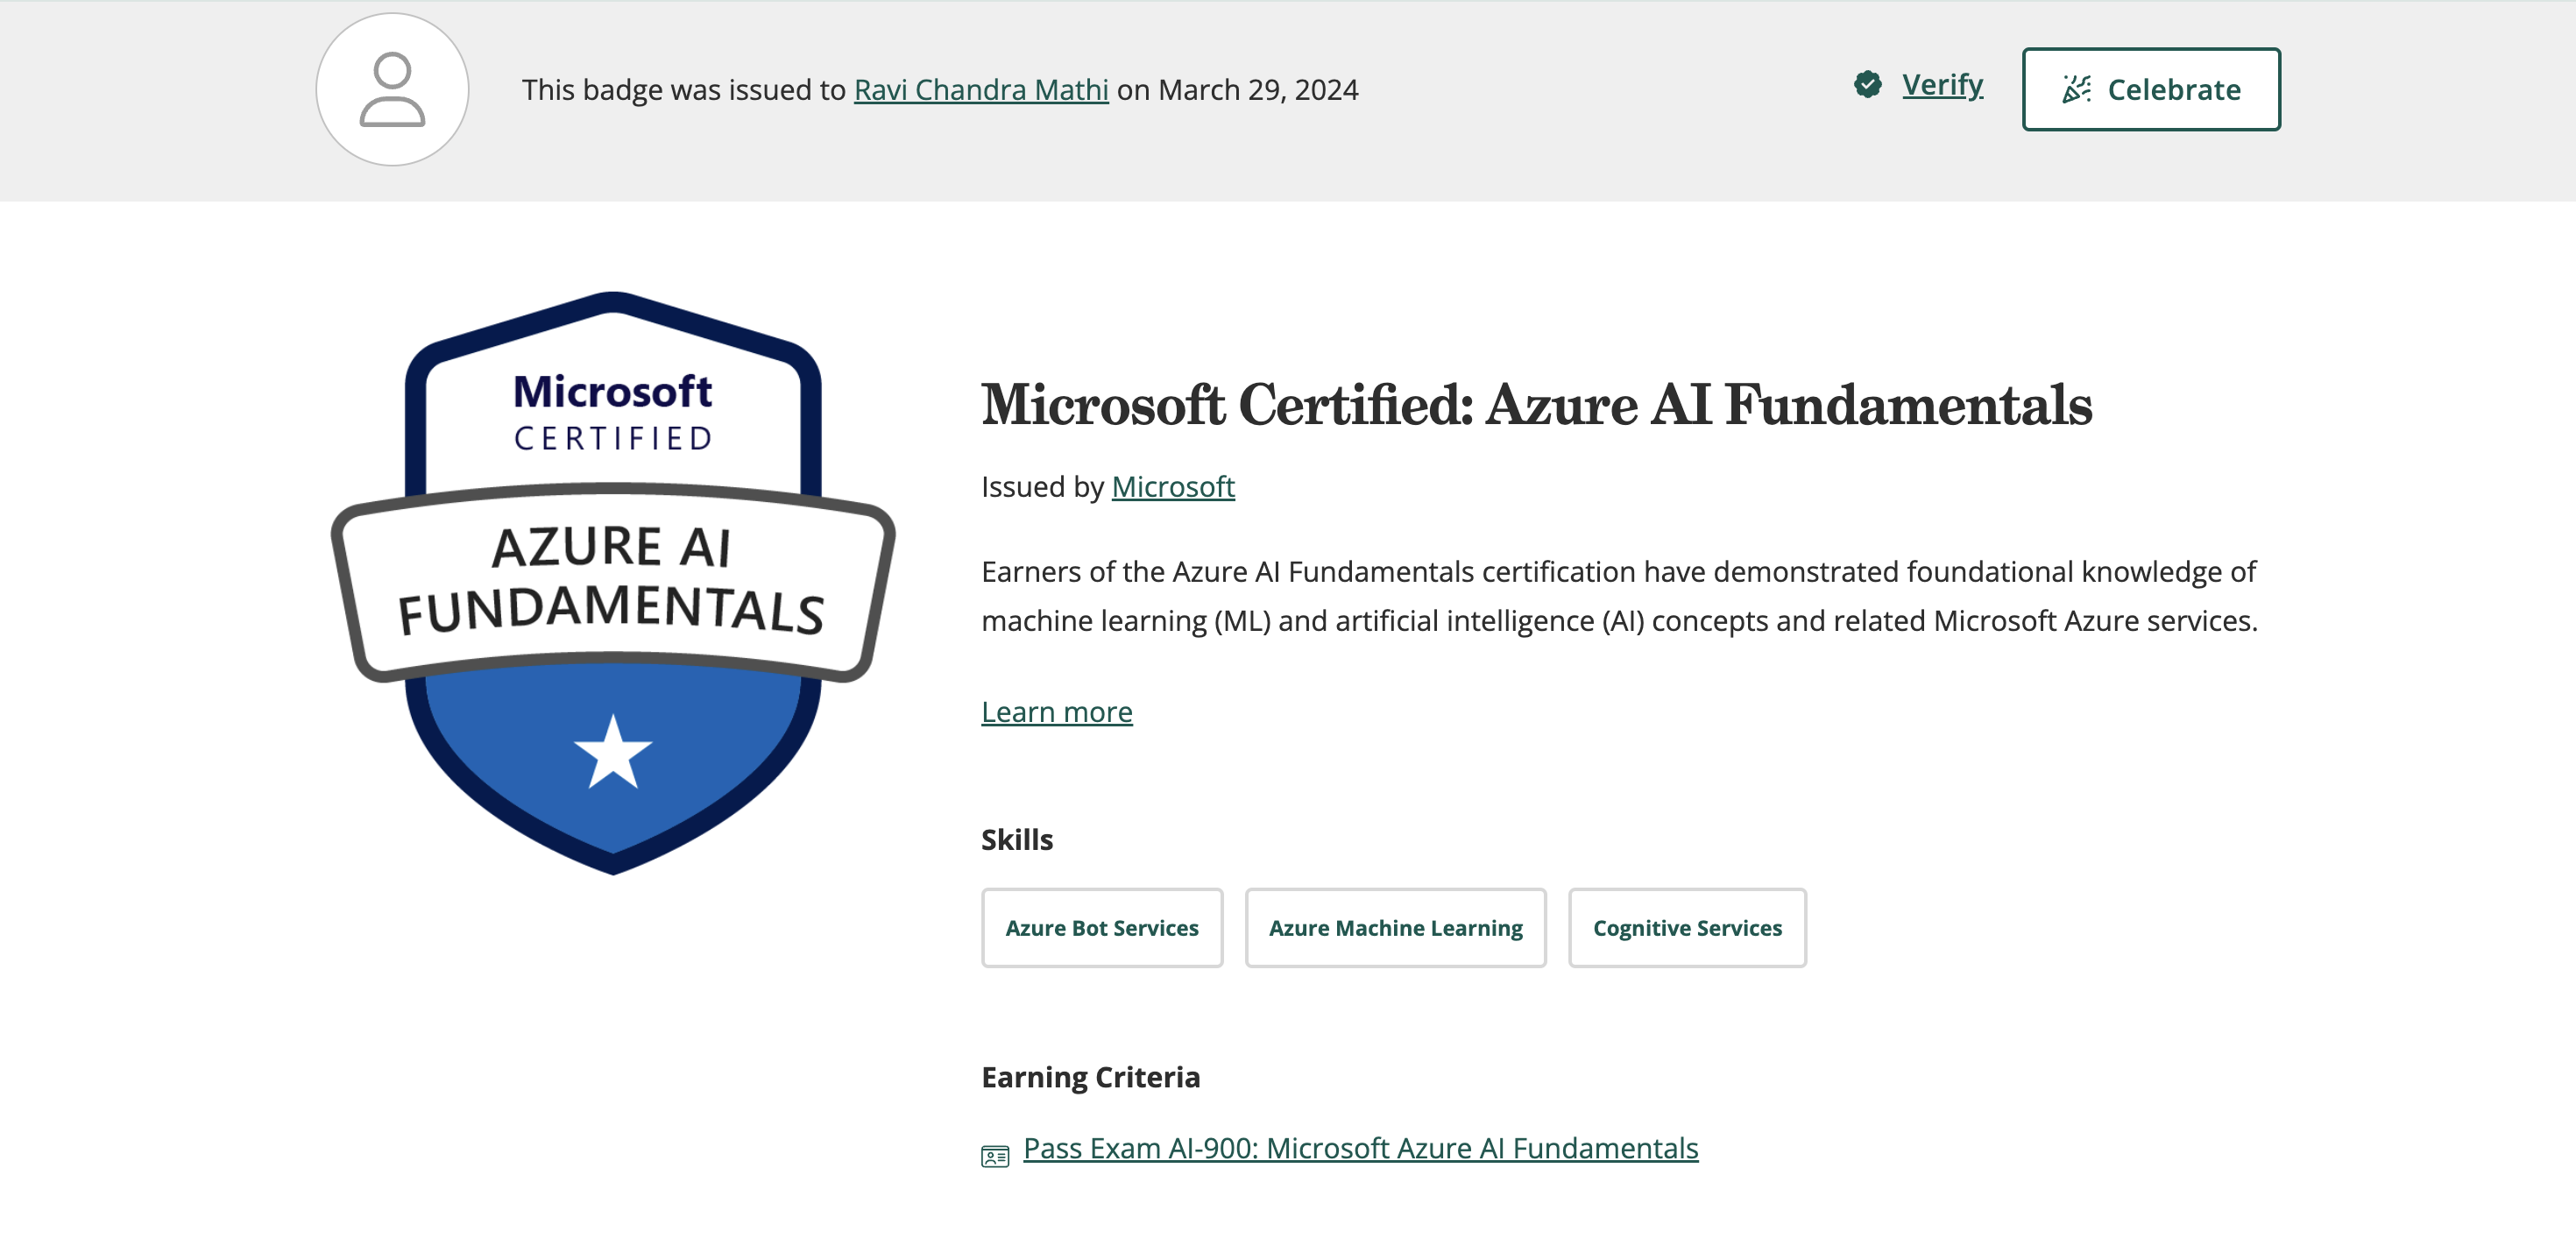 This badge was issued to Ravi Chandra Mathi on March 29, 2024
Verify
Celebrate
Microsoft
CERTIFIED
AZURE AI
FUNDAMENTALS
Microsoft Certified: Azure AI Fundamentals
Issued by Microsoft
Earners of the Azure AI Fundamentals certification have demonstrated foundational knowledge of
machine learning (ML) and artificial intelligence (AI) concepts and related Microsoft Azure services.
Learn more
Skills
Azure Bot Services
Azure Machine Learning
Cognitive Services
Earning Criteria
Pass Exam AI-900: Microsoft Azure AI Fundamentals